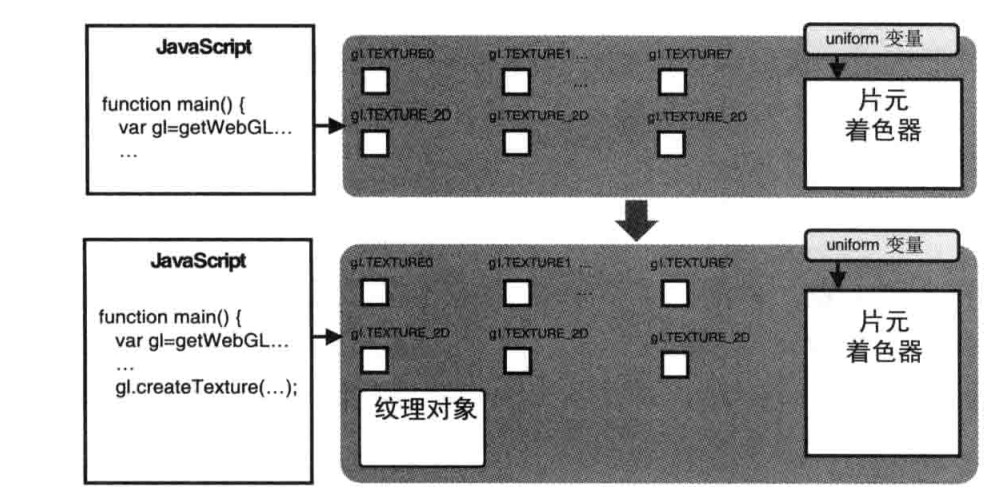 JavaScript
function main() {
var gl=getWebGL…
…
gl.TEXTURE0
gl.TEXTURE1 ...
gl.TEXTURE7
...
gl.TEXTURE_2D
gl.TEXTURE_2D
gl.TEXTURE_2D
uniform 变量
片元
着色器
JavaScript
function main() {
var gl=getWebGL…
…
gl.createTexture(…);
gl.TEXTURE0
gl.TEXTURE1 ...
gl.TEXTURE7
...
gl.TEXTURE_2D
gl.TEXTURE_2D
gl.TEXTURE_2D
纹理对象
uniform 变量
片元
着色器